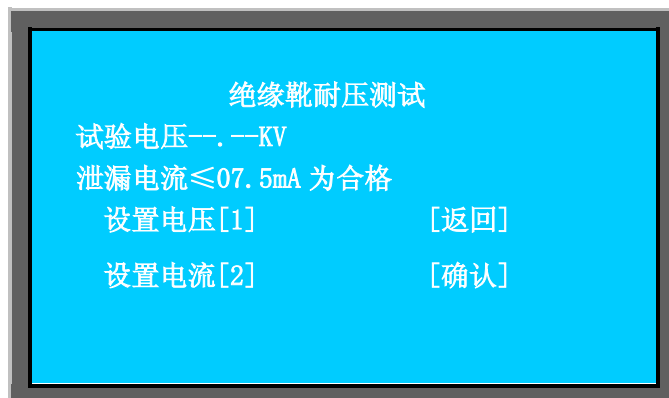 绝缘靴耐压测试
试验电压--.--KV
泄漏电流≤07.5mA 为合格
设置电压[1] [返回]
设置电流[2] [确认]